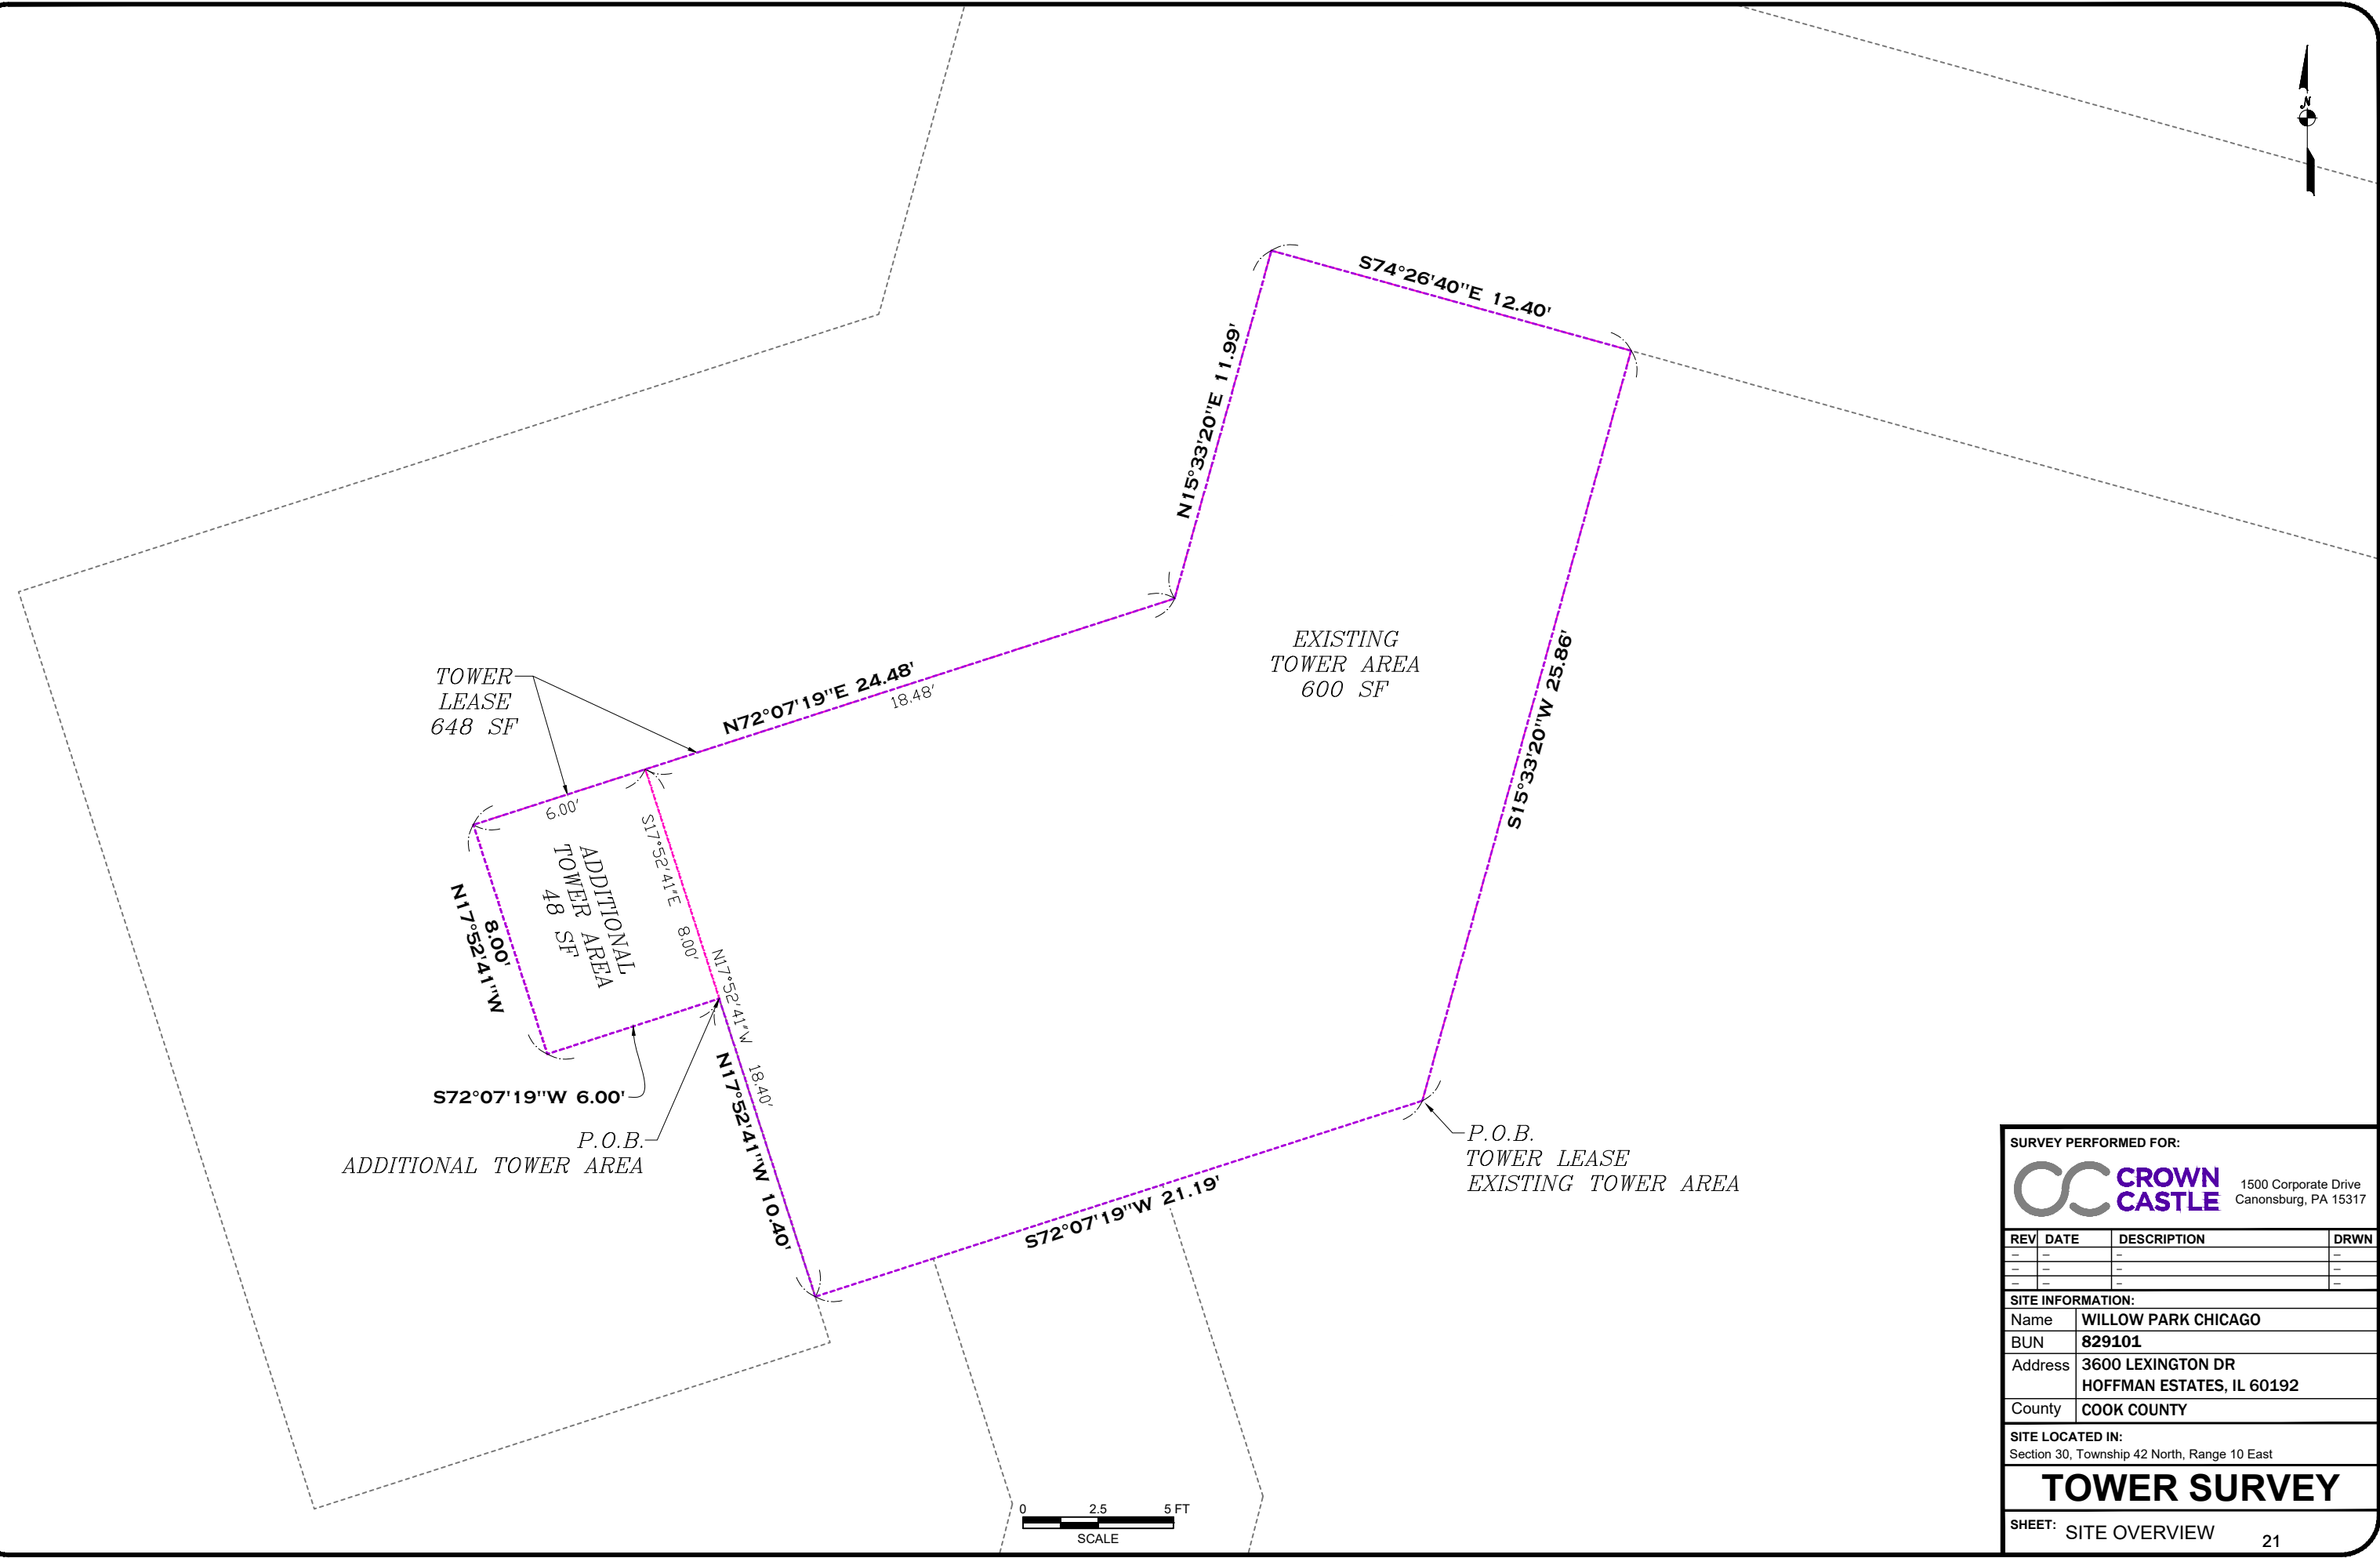 N
S74°26'40"E 12.40'
N15°33'20"E 11.99'
EXISTING
TOWER AREA
600 SF
S15°33'20"W 25.86'
TOWER
LEASE
648 SF
N72°07'19"E 24.48'
18.48'
6.00'
ADDITIONAL
TOWER AREA
48 SF
S17°52'41"E 8.00'
8.00'
N17°52'41"W
N17°52'41"W 18.40'
N17°52'41"W 10.40'
S72°07'19"W 6.00'
P.O.B.
ADDITIONAL TOWER AREA
S72°07'19"W 21.19'
P.O.B.
TOWER LEASE
EXISTING TOWER AREA
0 2.5 5 FT
SCALE
SURVEY PERFORMED FOR:
CROWN
CASTLE
1500 Corporate Drive
Canonsburg, PA 15317
REV DATE DESCRIPTION DRWN
– – – –
– – – –
– – – –
SITE INFORMATION:
Name WILLOW PARK CHICAGO
BUN 829101
Address 3600 LEXINGTON DR
HOFFMAN ESTATES, IL 60192
County COOK COUNTY
SITE LOCATED IN:
Section 30, Township 42 North, Range 10 East
TOWER SURVEY
SHEET: SITE OVERVIEW 21